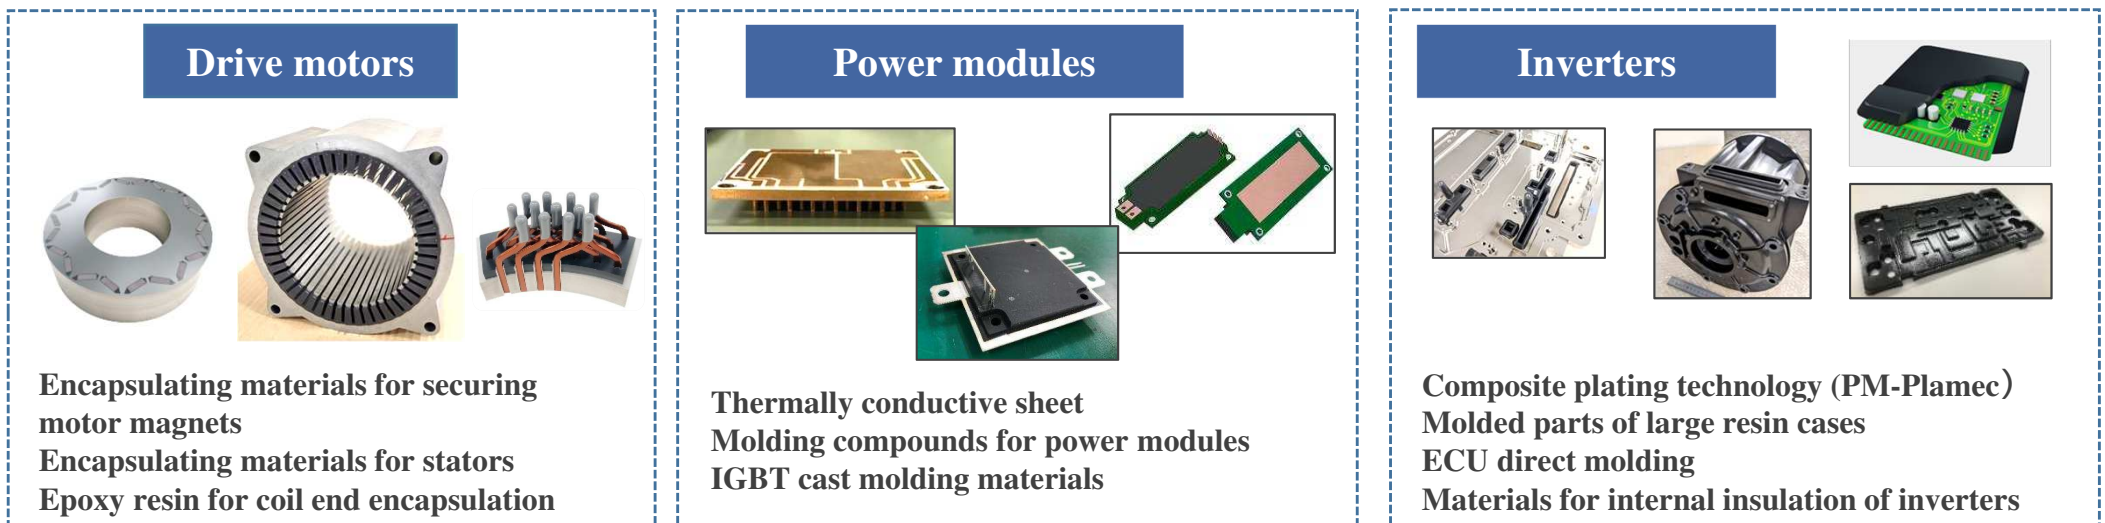 Drive motors
Encapsulating materials for securing
motor magnets
Encapsulating materials for stators
Epoxy resin for coil end encapsulation
Power modules
Thermally conductive sheet
Molding compounds for power modules
IGBT cast molding materials
Inverters
Composite plating technology (PM-Plamec）
Molded parts of large resin cases
ECU direct molding
Materials for internal insulation of inverters